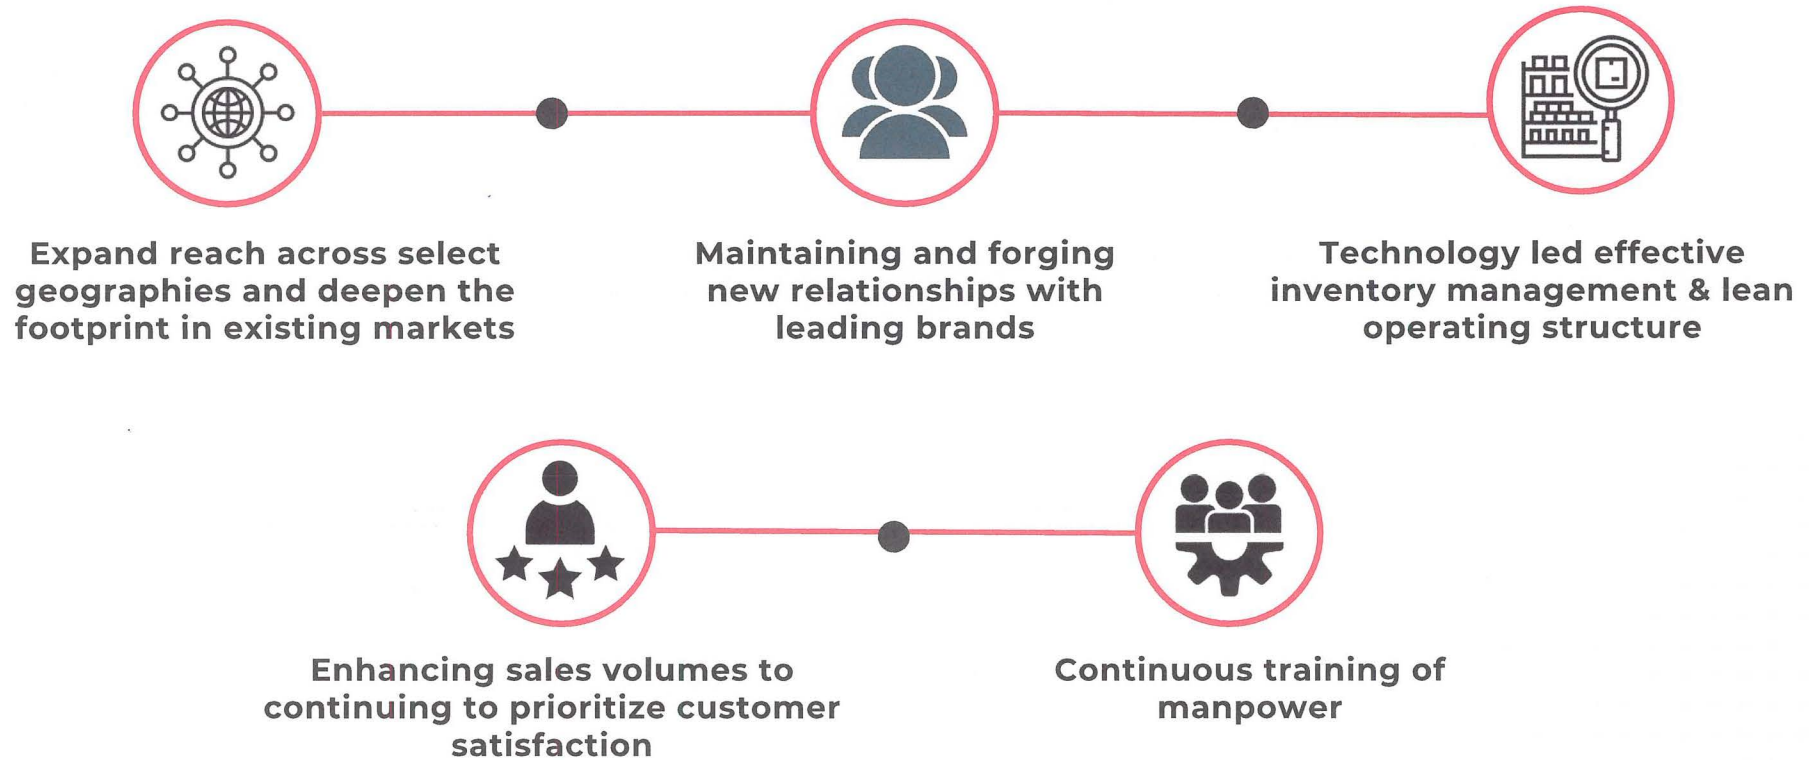 Expand reach across select
geographies and deepen the
footprint in existing markets
Maintaining and forging
new relationships with
leading brands
Technology led effective
inventory management & lean
operating structure
Enhancing sales volumes to
continuing to prioritize customer
satisfaction
Continuous training of
manpower